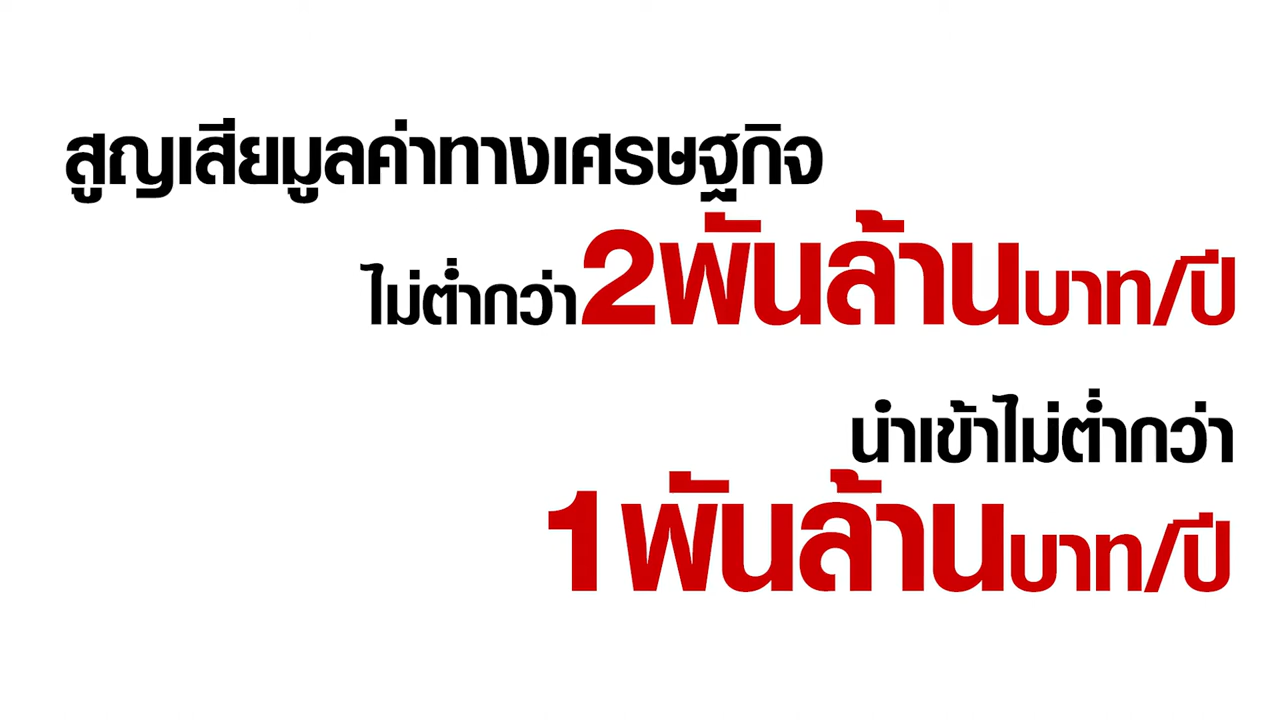 สูญเสียมูลค่าทางเศรษฐกิจ
ไม่ต่ำกว่า2พันล้านบาท/ปี
นำเข้าไม่ต่ำกว่า
1พันล้านบาท/ปี